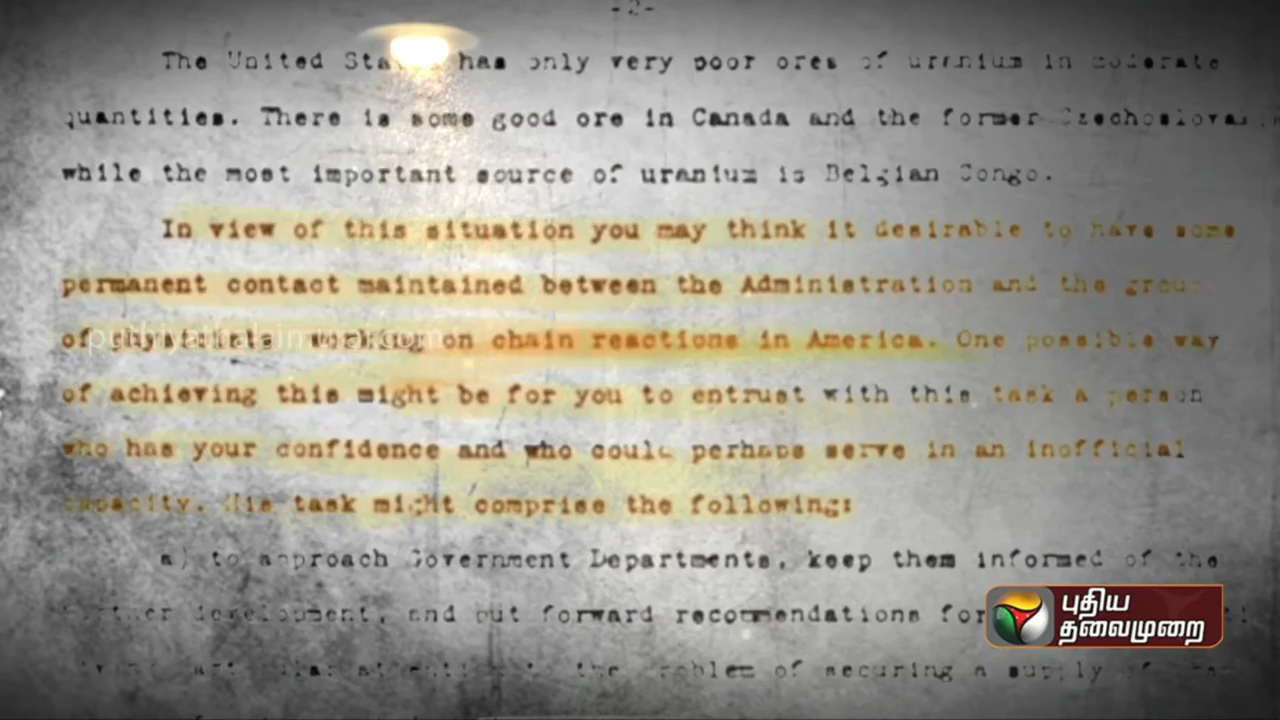 -2-
The United States has only very poor ores of uranium in moderate
quantities. There is some good ore in Canada and the former
while the most important source of uranium is Belgian Congo.
In view of this situation you may think it desirable to have some
permanent contact maintained between the Administration and the group
of physicists working on chain reactions in America. One possible way
of achieving this might be for you to entrust with this task a person
who has your confidence and who could perhaps serve in an inofficial
capacity. His task might comprise the following:
a) to approach Government Departments, keep them informed of the
further development, and put forward recommendations for
problem of securing a supply of
puthiyathalaimurai.com
புதிய
தலைமுறை